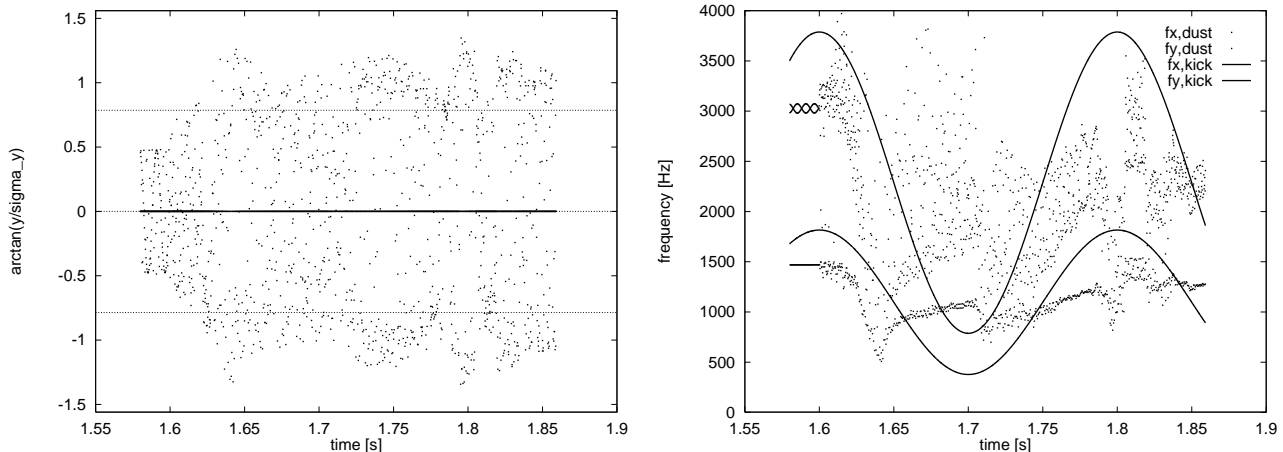 1.5
1
0.5
0
-0.5
-1
-1.5
arctan(y/sigma_y)
1.55 1.6 1.65 1.7 1.75 1.8 1.85 1.9
time [s]
4000
3500
3000
2500
2000
1500
1000
500
0
frequency [Hz]
fx,dust
fy,dust
fx,kick
fy,kick
1.55 1.6 1.65 1.7 1.75 1.8 1.85 1.9
time [s]